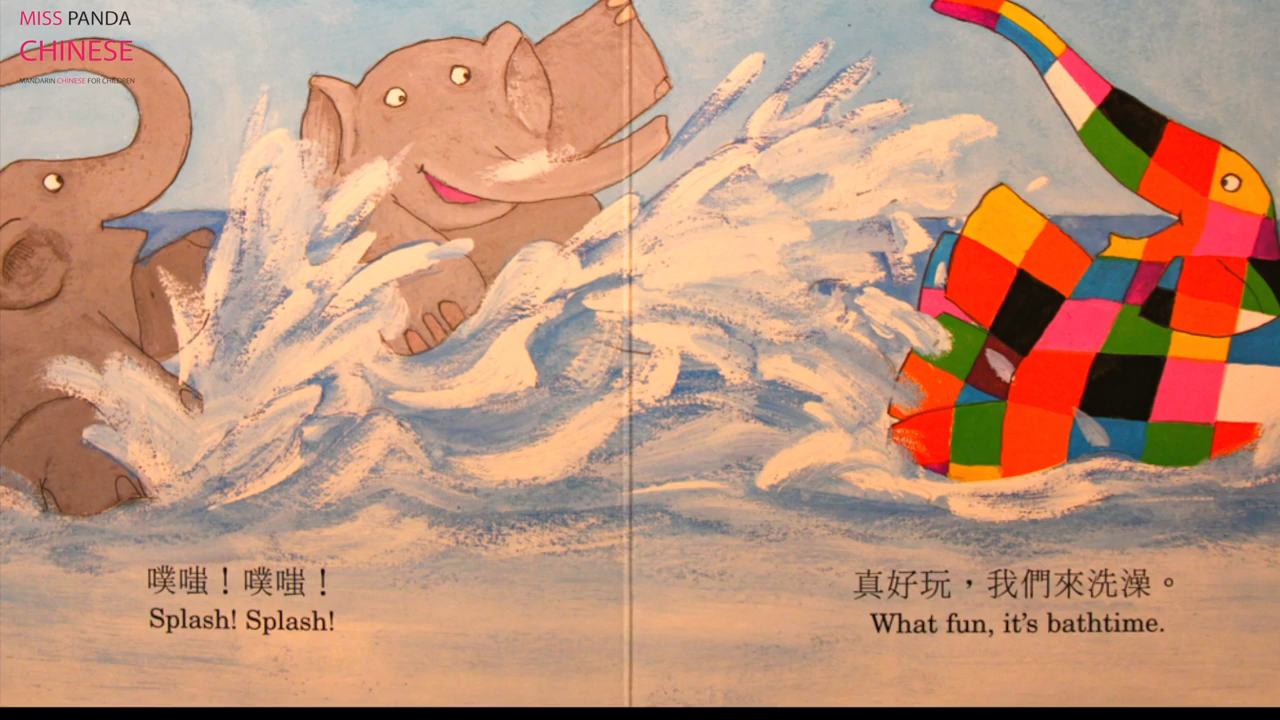 MISS PANDA
CHINESE
MANDARIN CHINESE FOR CHILDREN
噗嗤！噗嗤！
Splash! Splash!
真好玩，我們來洗澡。
What fun, it's bathtime.